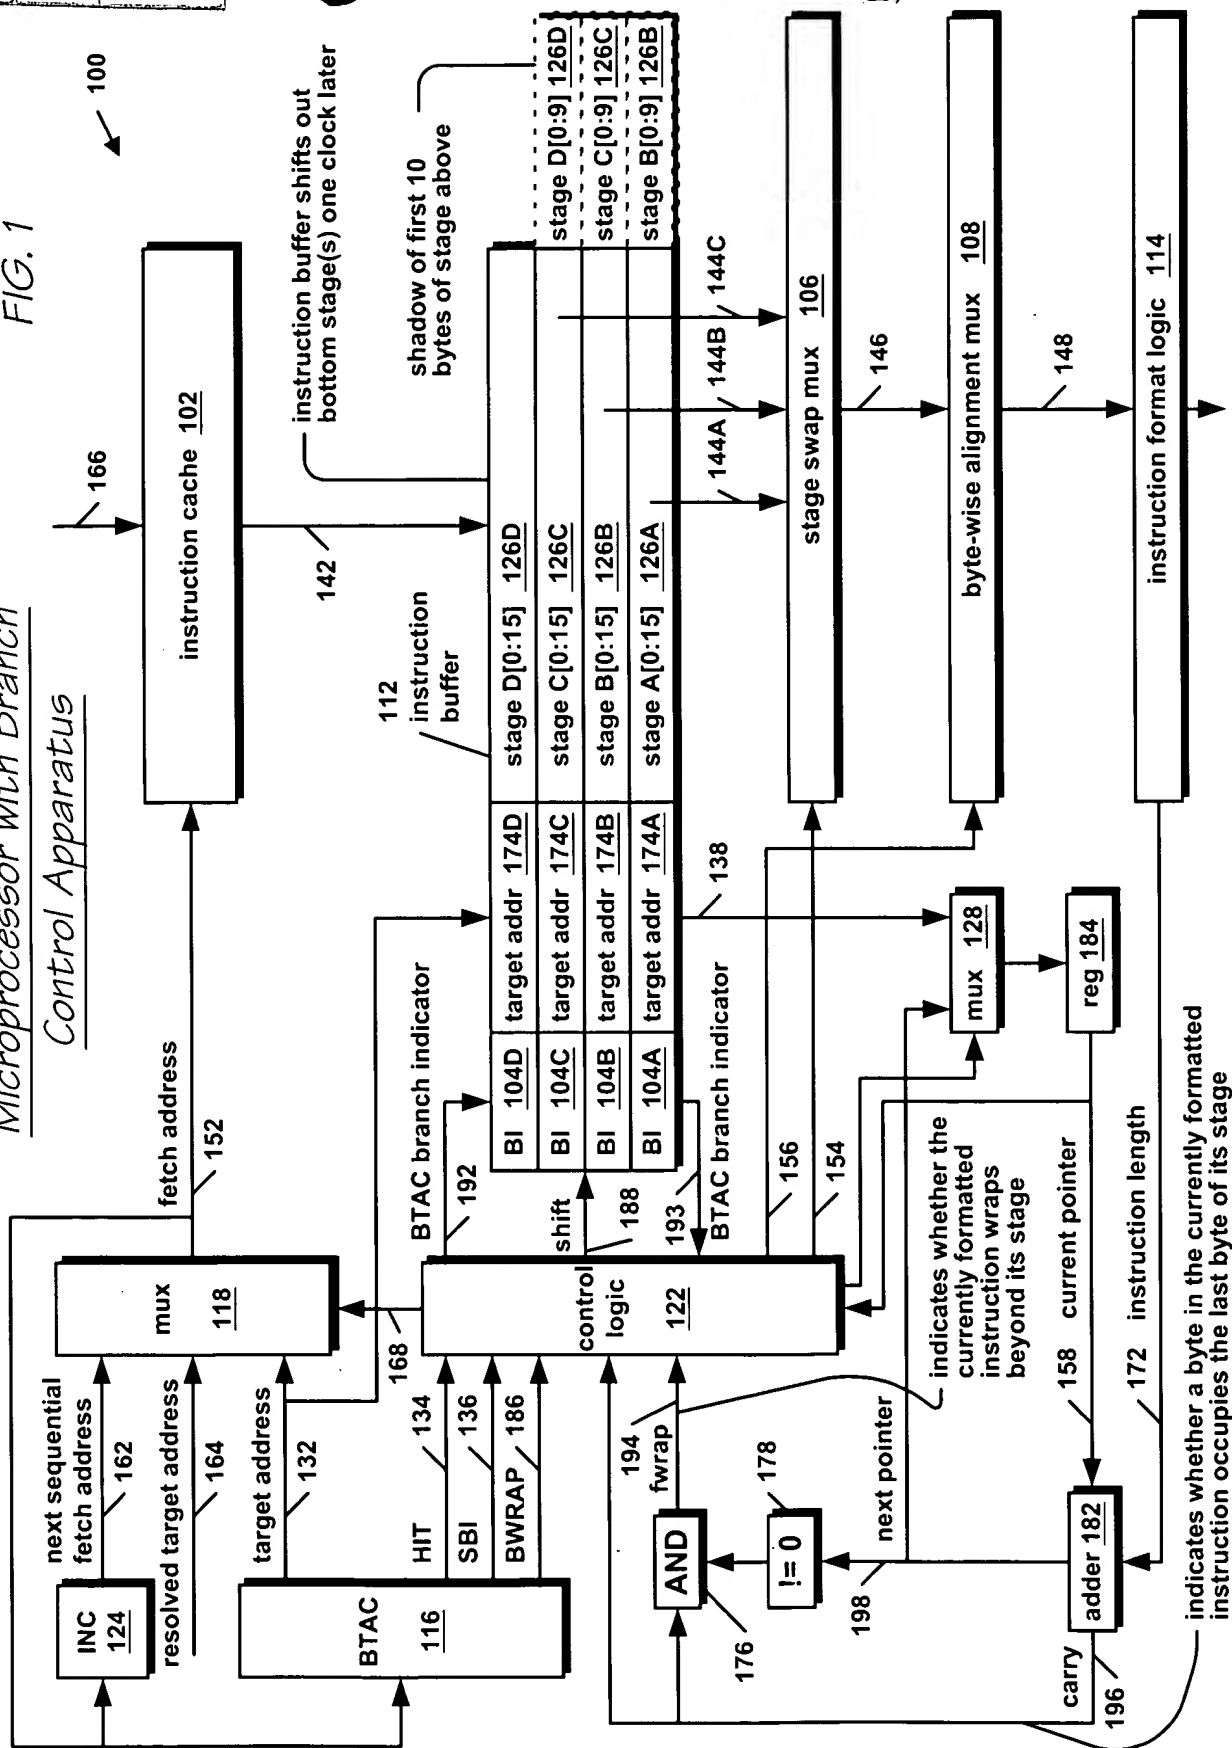 Microprocessor with Branch
Control Apparatus
FIG. 1
100
next sequential
fetch address
162
INC
124
resolved target address
164
target address
132
mux
118
fetch address
152
166
instruction cache 102
142
BTAC
116
HIT
134
SBI
136
BWRAP
186
168
control
logic
122
BTAC branch indicator
192
shift
188
193
BTAC branch indicator
112
instruction
buffer
instruction buffer shifts out
bottom stage(s) one clock later
shadow of first 10
bytes of stage above
BI 104D target addr 174D stage D[0:15] 126D
BI 104C target addr 174C stage C[0:15] 126C stage D[0:9] 126D
BI 104B target addr 174B stage B[0:15] 126B stage C[0:9] 126C
BI 104A target addr 174A stage A[0:15] 126A stage B[0:9] 126B
138
144A
144B
144C
156
154
stage swap mux 106
146
byte-wise alignment mux 108
148
instruction format logic 114
mux 128
reg 184
194
fwrap
indicates whether the
currently formatted
instruction wraps
beyond its stage
AND
176
!= 0
178
198
next pointer
158 current pointer
172 instruction length
adder 182
carry
196
indicates whether a byte in the currently formatted
instruction occupies the last byte of its stage